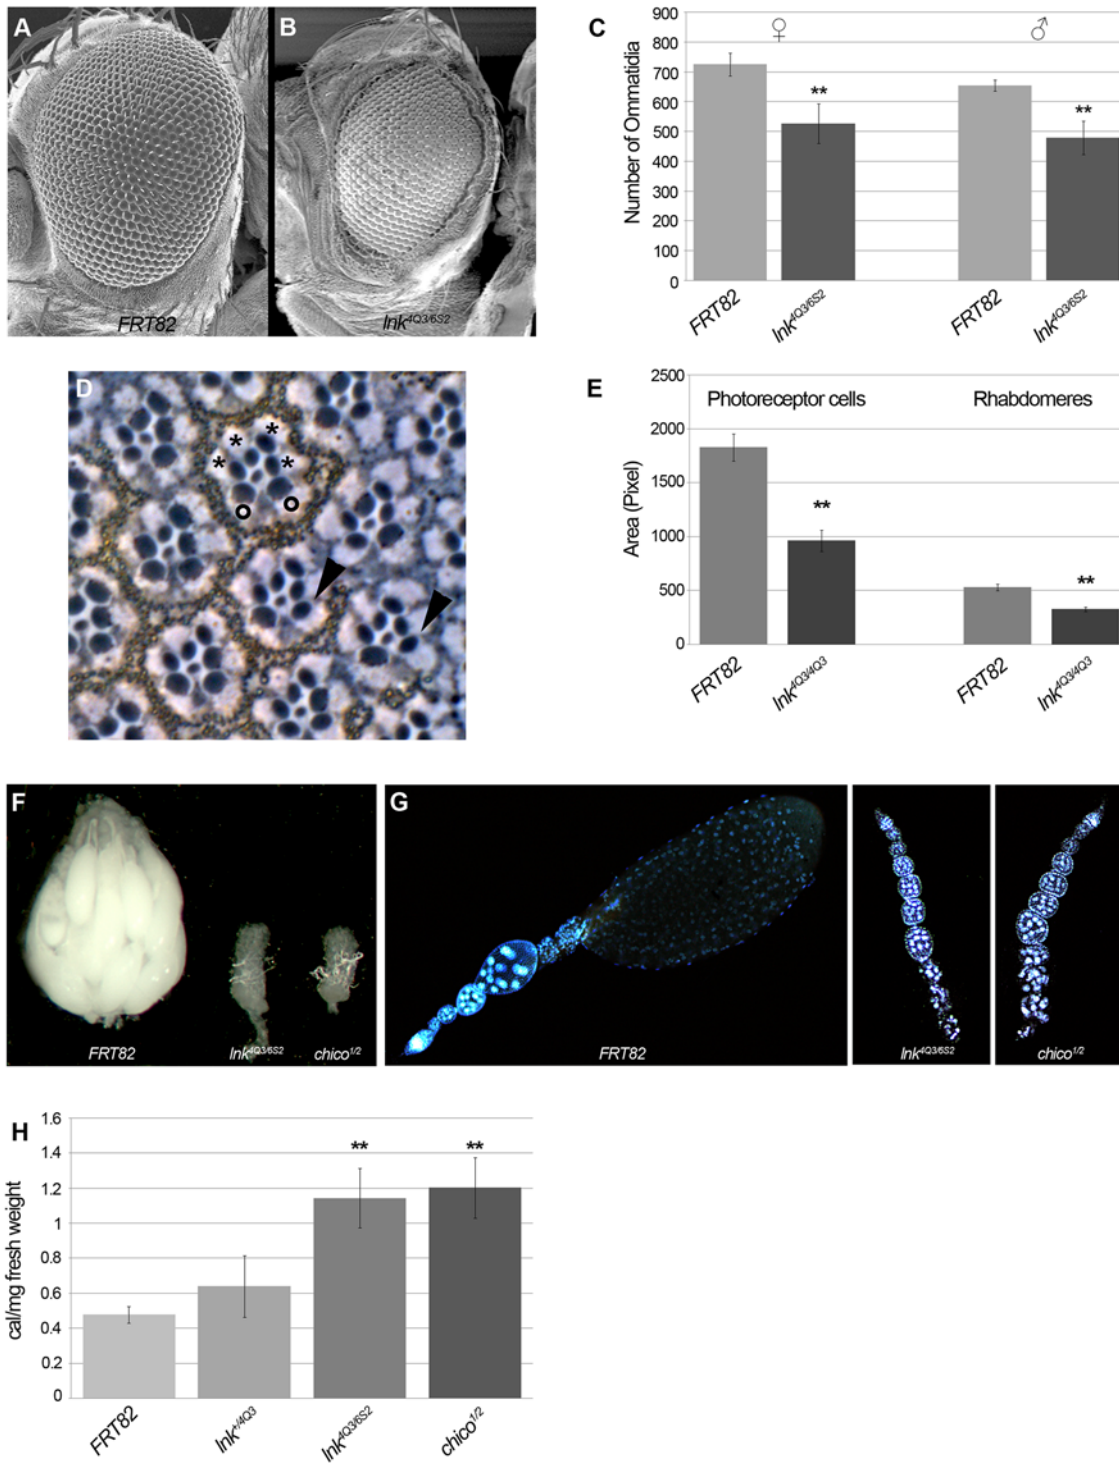 A
FRT82
B
lnk4Q3/6S2
C
♀
♂
Number of Ommatidia
900
800
700
600
500
400
300
200
100
0
**
**
FRT82
lnk4Q3/6S2
FRT82
lnk4Q3/6S2
D
* * * *
E
Photoreceptor cells
Rhabdomeres
Area (Pixel)
2500
2000
1500
1000
500
0
**
**
FRT82
lnk4Q3/4Q3
FRT82
lnk4Q3/4Q3
F
FRT82
lnk4Q3/6S2
chico1/2
G
FRT82
lnk4Q3/6S2
chico1/2
H
cal/mg fresh weight
1.6
1.4
1.2
1
0.8
0.6
0.4
0.2
0
**
**
FRT82
lnk+/4Q3
lnk4Q3/6S2
chico1/2